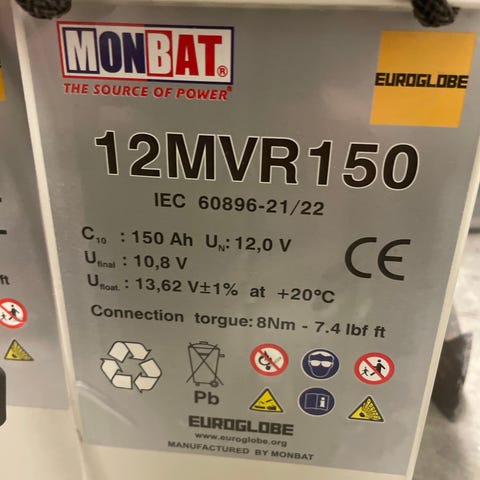 MONBAT®
THE SOURCE OF POWER®
EUROGLOBE
12MVR150
IEC 60896-21/22
C10 : 150 Ah UN: 12,0 V
Ufinal : 10,8 V
Ufloat. : 13,62 V±1% at +20°C
CE
Connection torgue: 8Nm - 7.4 lbf ft
Pb
EUROGLOBE
www.euroglobe.org
MANUFACTURED BY MONBAT
ft